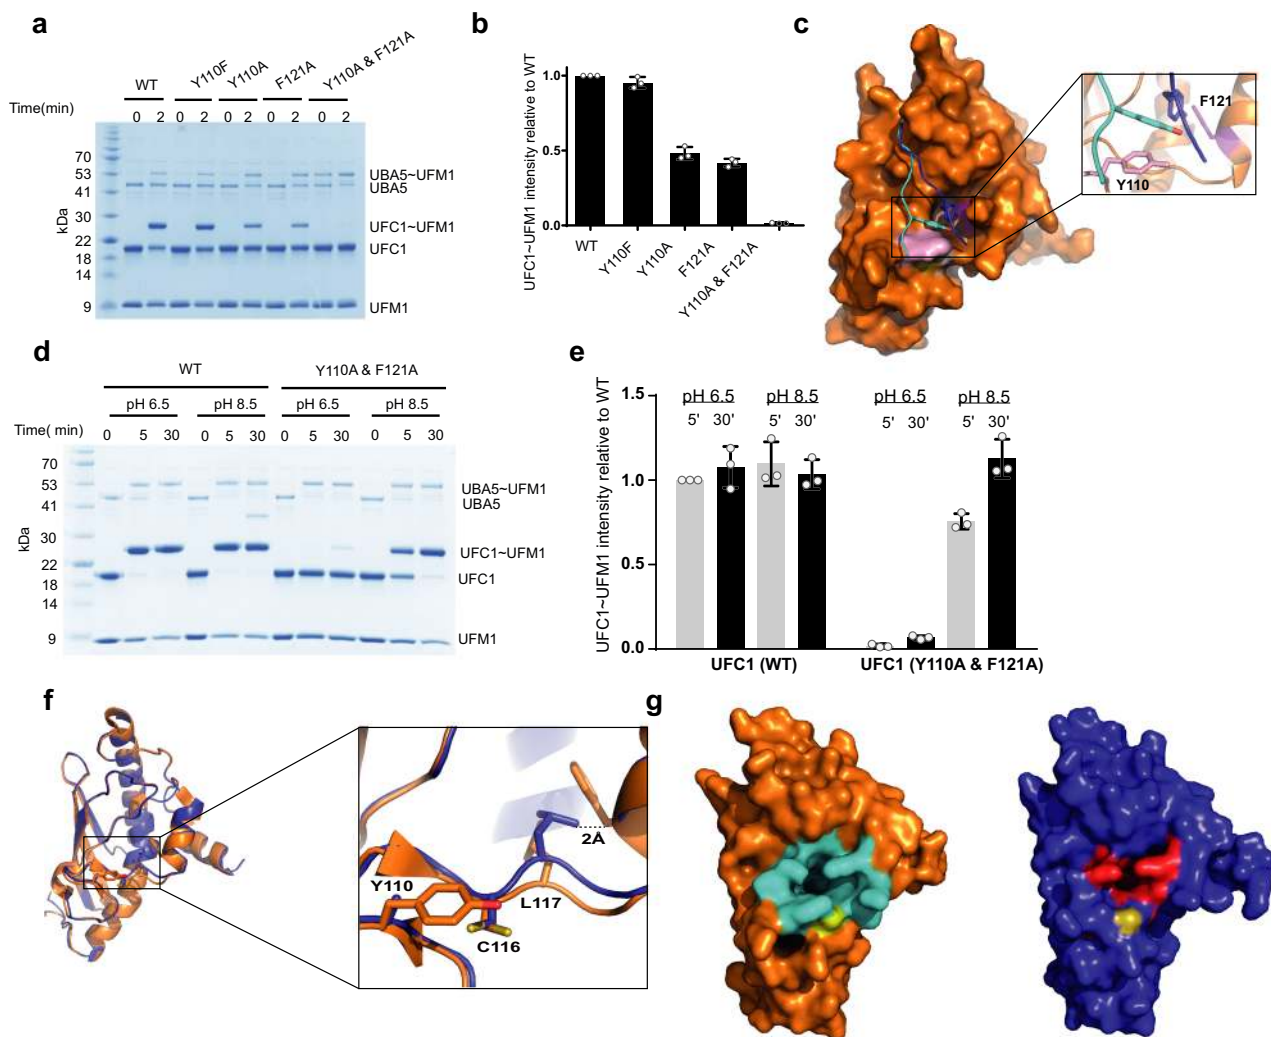 a
WT
Y110F
Y110A
F121A
Y110A & F121A
Time(min)
0 2 0 2 0 2 0 2 0 2
70
53
41
30
22
18
14
9
kDa
UBA5~UFM1
UBA5
UFC1~UFM1
UFC1
UFM1
b
UFC1~UFM1 intensity relative to WT
1.0
0.5
0.0
WT
Y110F
Y110A
F121A
Y110A & F121A
c
F121
Y110
d
WT
Y110A & F121A
pH 6.5 pH 8.5 pH 6.5 pH 8.5
Time( min)
0 5 30 0 5 30 0 5 30 0 5 30
70
53
41
30
22
18
14
9
kDa
UBA5~UFM1
UBA5
UFC1~UFM1
UFC1
UFM1
e
UFC1~UFM1 intensity relative to WT
1.5
1.0
0.5
0.0
pH 6.5 pH 8.5 pH 6.5 pH 8.5
5' 30' 5' 30' 5' 30' 5' 30'
UFC1 (WT)
UFC1 (Y110A & F121A)
f
2Å
Y110
L117
C116
g